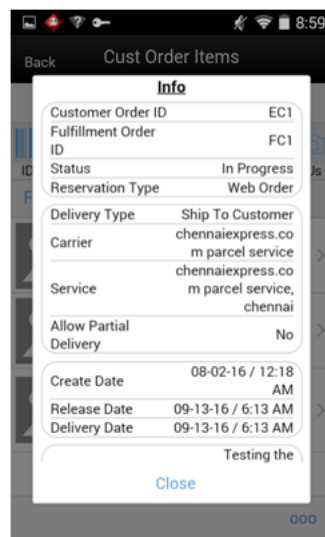 8:59
Back Cust Order Items
Info
Customer Order ID EC1
Fulfillment Order
ID FC1
Status In Progress
Reservation Type Web Order
Delivery Type Ship To Customer
Carrier chennaiexpress.co
m parcel service
Service chennaiexpress.co
m parcel service,
chennai
Allow Partial
Delivery No
Create Date 08-02-16 / 12:18
AM
Release Date 09-13-16 / 6:13 AM
Delivery Date 09-13-16 / 6:13 AM
Testing the
Close